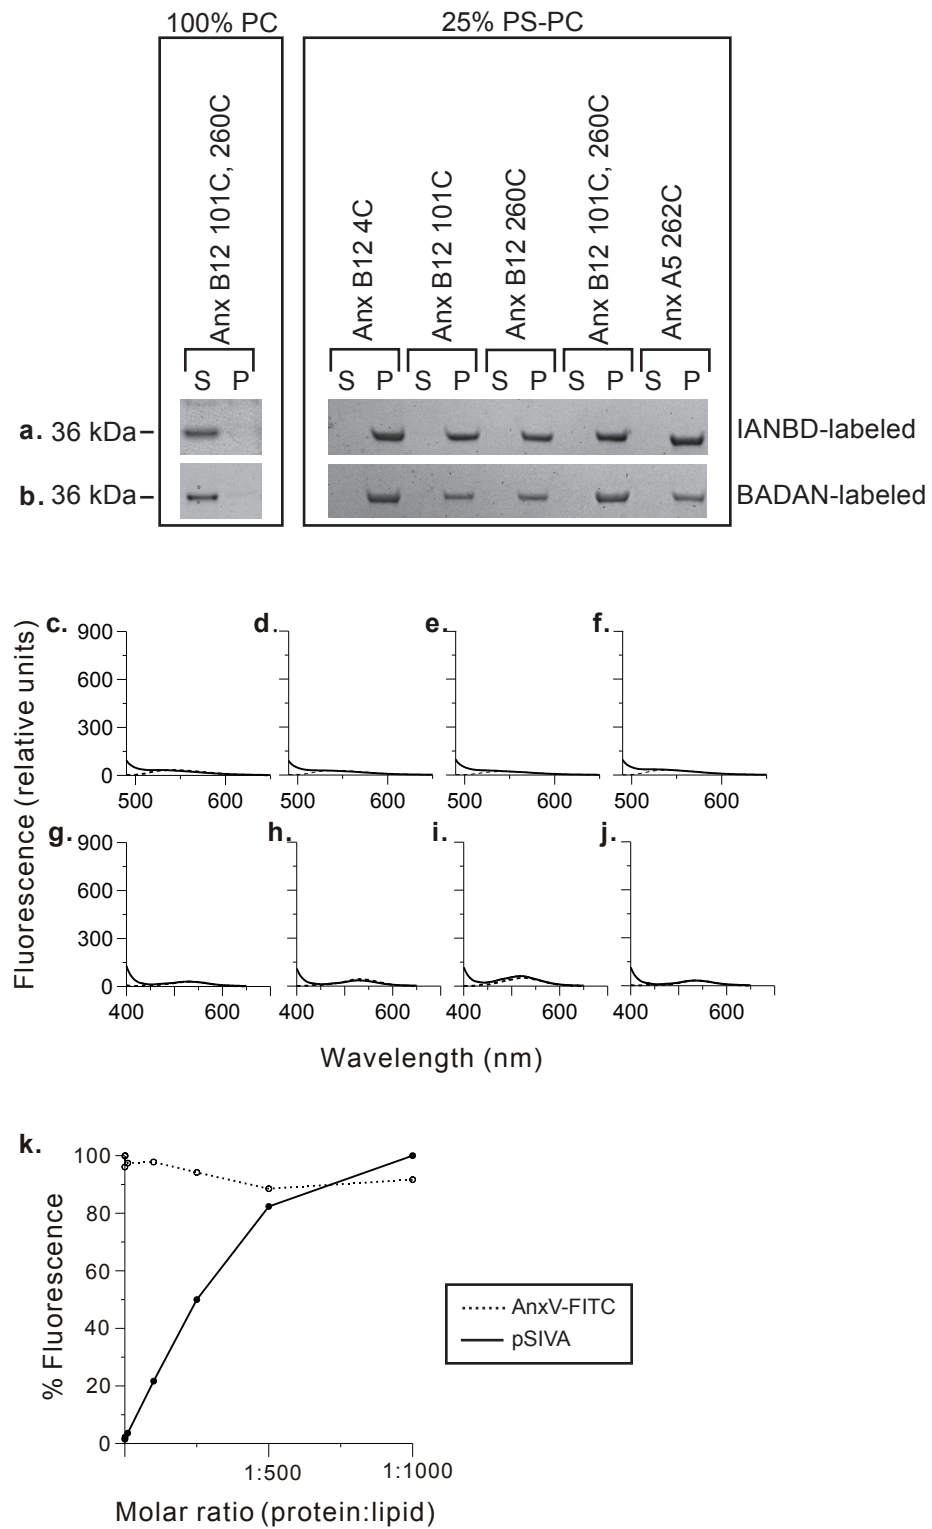 100% PC
25% PS-PC
Anx B12 101C, 260C
Anx B12 4C
Anx B12 101C
Anx B12 260C
Anx B12 101C, 260C
Anx A5 262C
S P S P S P S P S P S P
a. 36 kDa IANBD-labeled
b. 36 kDa BADAN-labeled
Fluorescence (relative units)
c. d. e. f.
900
600
300
0
500 600 500 600 500 600 500 600
g. h. i. j.
900
600
300
0
400 600 400 600 400 600 400 600
Wavelength (nm)
k.
% Fluorescence
100
80
60
40
20
0
AnxV-FITC
pSIVA
1:500 1:1000
Molar ratio (protein:lipid)